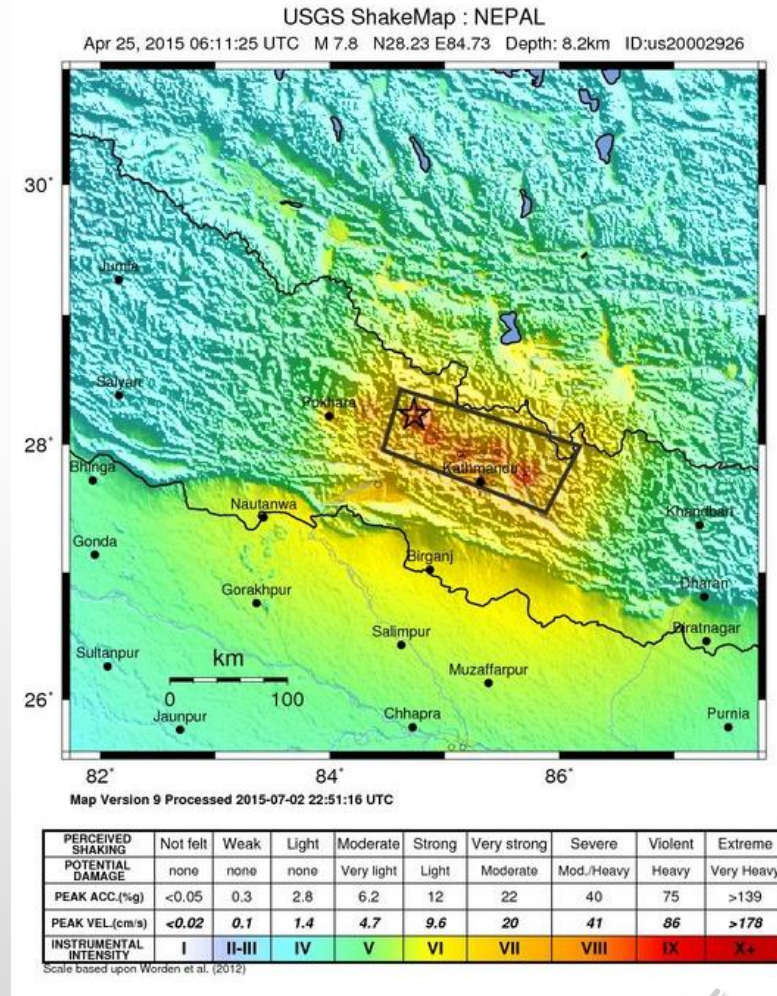 USGS ShakeMap : NEPAL
Apr 25, 2015 06:11:25 UTC M 7.8 N28.23 E84.73 Depth: 8.2km ID:us20002926
30°
Jumla
Salyan
Pokhara
28°
Kathmandu
Bhinga
Nautanwa
Khandbari
Gonda
Birganj
Gorakhpur
Dharan
Salimpur
Biratnagar
Sultanpur
km
Muzaffarpur
0 100
26°
Jaunpur
Chhapra
Purnia
82° 84° 86°
Map Version 9 Processed 2015-07-02 22:51:16 UTC
PERCEIVED SHAKING Not felt Weak Light Moderate Strong Very strong Severe Violent Extreme
POTENTIAL DAMAGE none none none Very light Light Moderate Mod./Heavy Heavy Very Heavy
PEAK ACC.(%g) <0.05 0.3 2.8 6.2 12 22 40 75 >139
PEAK VEL.(cm/s) <0.02 0.1 1.4 4.7 9.6 20 41 86 >178
INSTRUMENTAL INTENSITY I II-III IV V VI VII VIII IX X+
Scale based upon Worden et al. (2012)